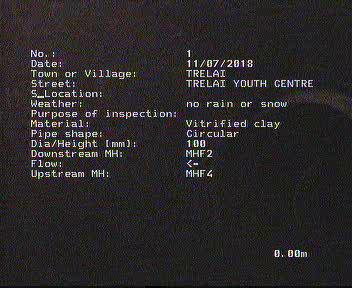 No.: 1
Date: 11/07/2018
Town or Village: TRELAI
Street: TRELAI YOUTH CENTRE
S_Location:
Weather: no rain or snow
Purpose of inspection:
Material: Vitrified clay
Pipe shape: Circular
Dia/Height [mm]: 100
Downstream MH: MHF2
Flow: <-
Upstream MH: MHF4
0.00m